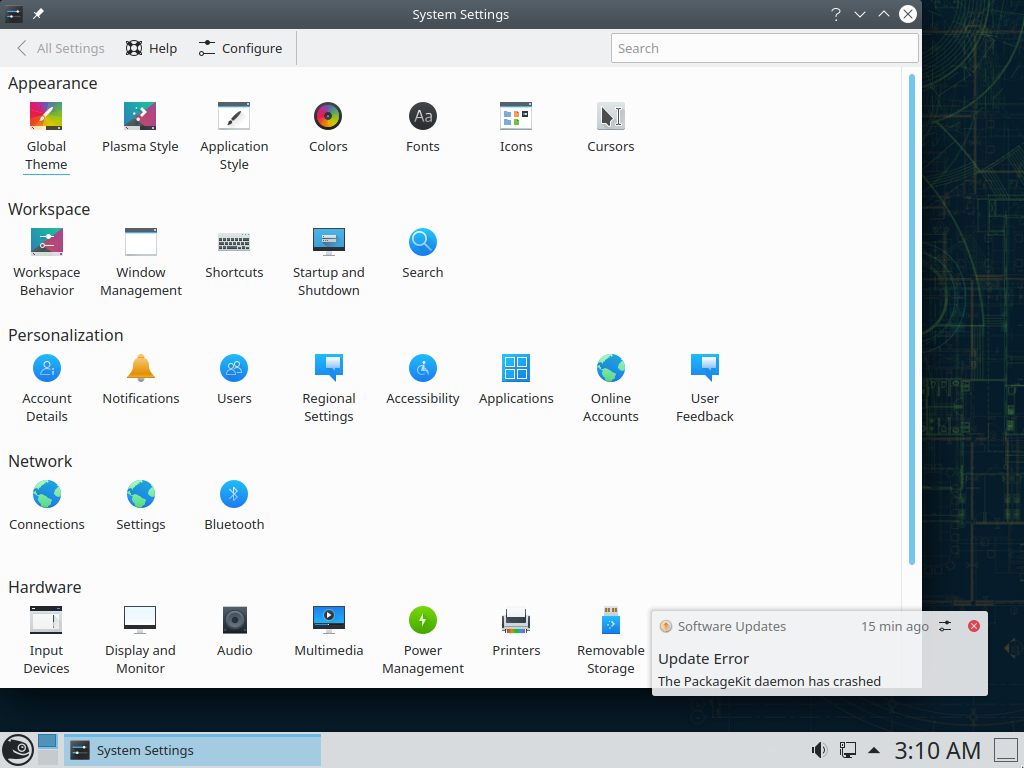 System Settings
All Settings
Help
Configure
Search
Appearance
Global
Theme
Plasma Style
Application
Style
Colors
Aa
Fonts
Icons
Cursors
Workspace
Workspace
Behavior
Window
Management
Shortcuts
Startup and
Shutdown
Search
Personalization
Account
Details
Notifications
Users
Regional
Settings
Accessibility
Applications
Online
Accounts
User
Feedback
Network
Connections
Settings
Bluetooth
Hardware
Input
Devices
Display and
Monitor
Audio
Multimedia
Power
Management
Printers
Removable
Storage
Software Updates
15 min ago
Update Error
The PackageKit daemon has crashed
System Settings
3:10 AM